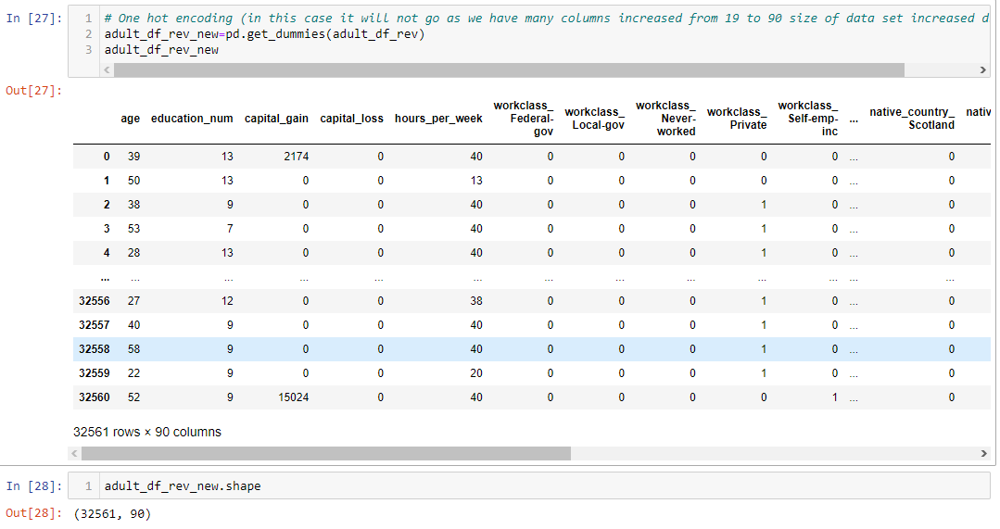 In [27]:
1 # One hot encoding (in this case it will not go as we have many columns increased from 19 to 90 size of data set increased d
2 adult_df_rev_new=pd.get_dummies(adult_df_rev)
3 adult_df_rev_new
Out[27]:
age education_num capital_gain capital_loss hours_per_week workclass_ Federal-gov workclass_ Local-gov workclass_ Never-worked workclass_ Private workclass_ Self-emp-inc ... native_country_ Scotland nativ
0 39 13 2174 0 40 0 0 0 0 0 ... 0
1 50 13 0 0 13 0 0 0 0 0 ... 0
2 38 9 0 0 40 0 0 0 1 0 ... 0
3 53 7 0 0 40 0 0 0 1 0 ... 0
4 28 13 0 0 40 0 0 0 1 0 ... 0
... ... ... ... ... ... ... ... ... ... ... ... ...
32556 27 12 0 0 38 0 0 0 1 0 ... 0
32557 40 9 0 0 40 0 0 0 1 0 ... 0
32558 58 9 0 0 40 0 0 0 1 0 ... 0
32559 22 9 0 0 20 0 0 0 1 0 ... 0
32560 52 9 15024 0 40 0 0 0 0 1 ... 0
32561 rows × 90 columns
In [28]:
1 adult_df_rev_new.shape
Out[28]: (32561, 90)